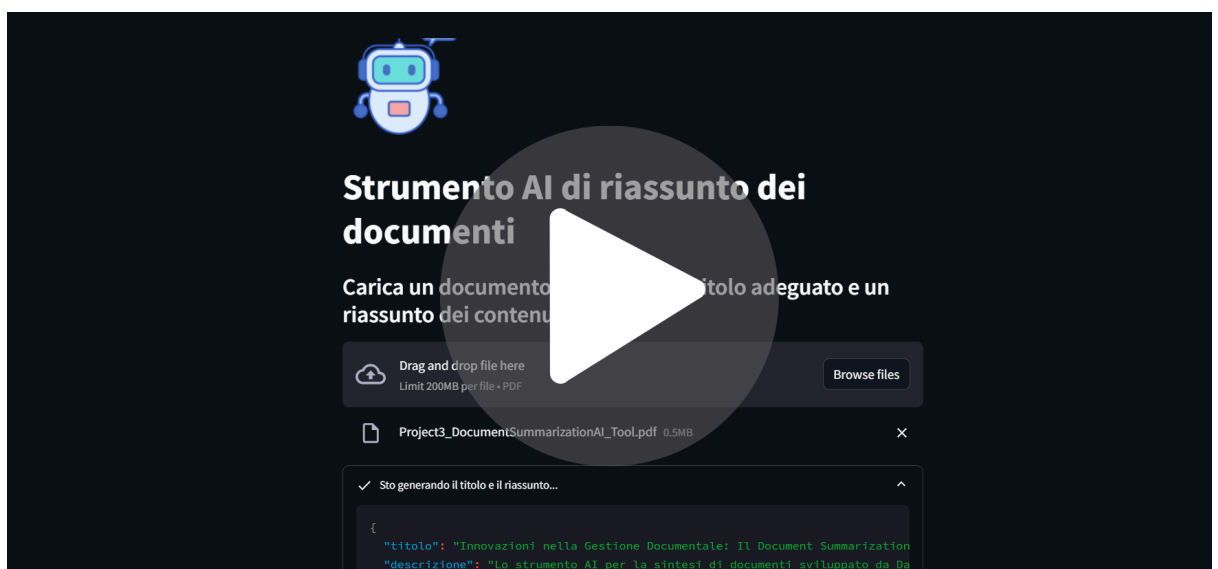 Strumento AI di riassunto dei
documenti
Carica un documento titolo adeguato e un
riassunto dei contenu
Drag and drop file here
Limit 200MB per file • PDF
Browse files
Project3_DocumentSummarizationAI_Tool.pdf 0.5MB
Sto generando il titolo e il riassunto...
{
"titolo": "Innovazioni nella Gestione Documentale: Il Document Summarization
"descrizione": "Lo strumento AI per la sintesi di documenti sviluppato da Da